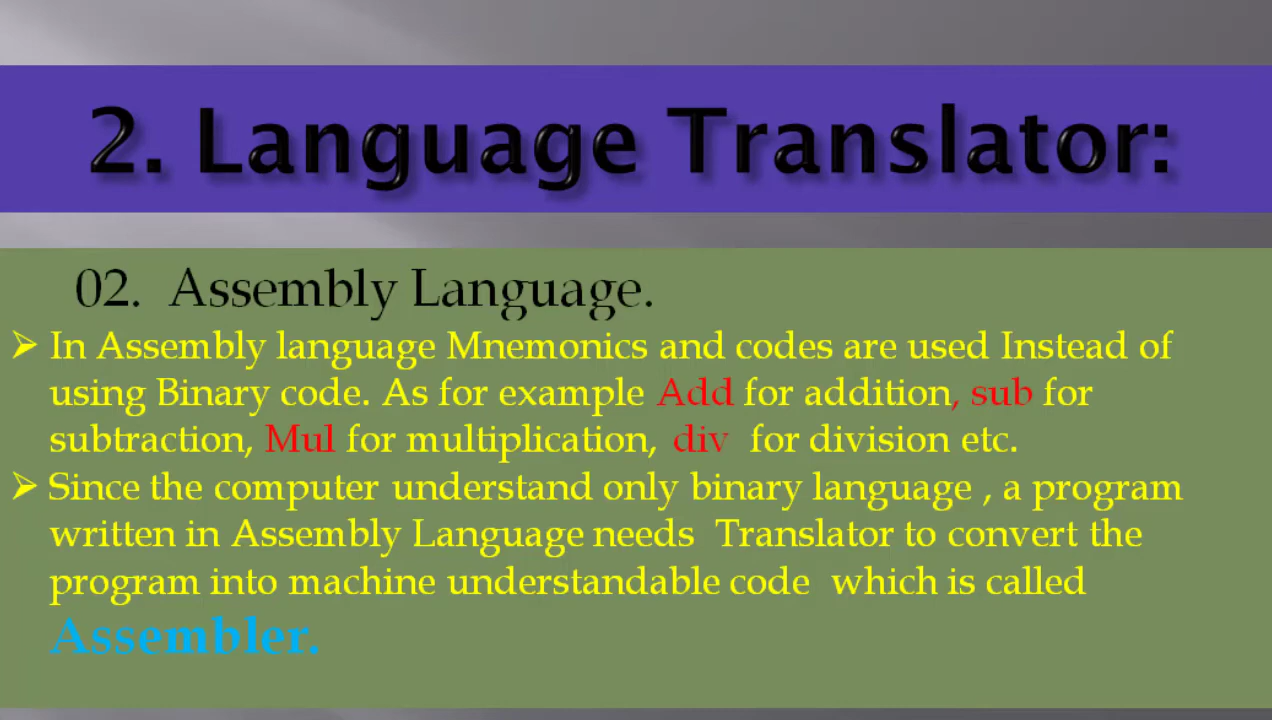 2. Language Translator:
02. Assembly Language.
➢ In Assembly language Mnemonics and codes are used Instead of
using Binary code. As for example Add for addition, sub for
subtraction, Mul for multiplication, div for division etc.
➢ Since the computer understand only binary language , a program
written in Assembly Language needs Translator to convert the
program into machine understandable code which is called
Assembler.